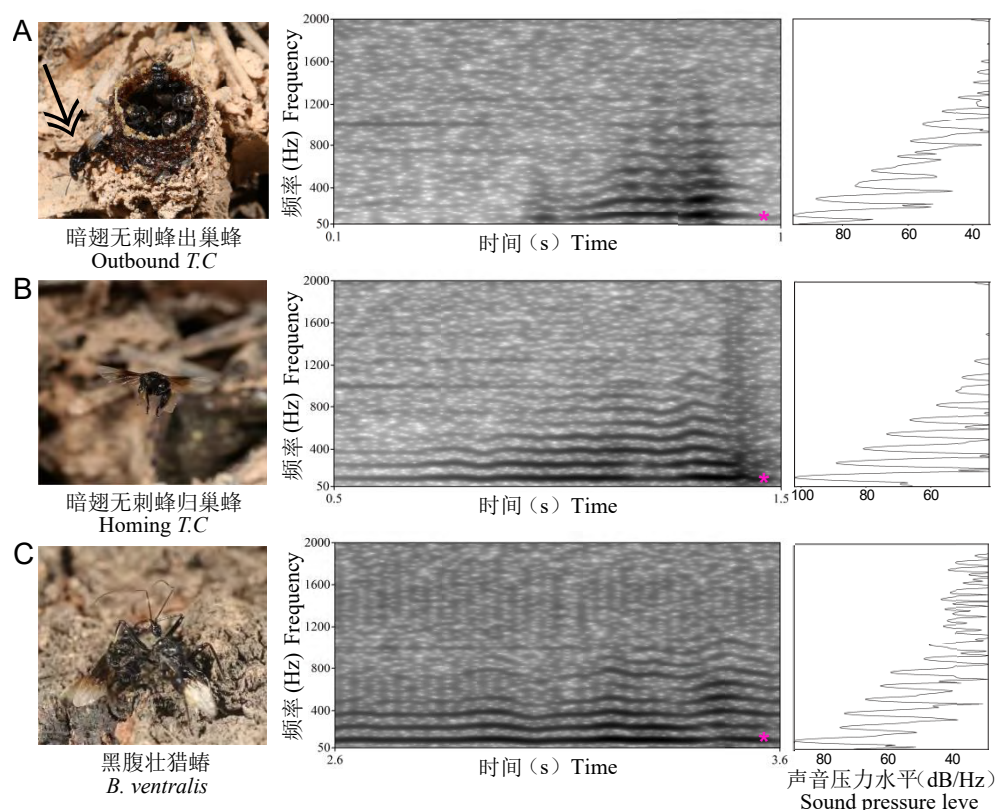 A
2000
1600
1200
800
400
50
频率(Hz) Frequency
0.1
1
时间（s）Time
*
80
60
40
暗翅无刺蜂出巢蜂
Outbound T.C
B
2000
1600
1200
800
400
50
频率(Hz) Frequency
0.5
1.5
时间（s）Time
*
100
80
60
暗翅无刺蜂归巢蜂
Homing T.C
C
2000
1600
1200
800
400
50
频率(Hz) Frequency
2.6
3.6
时间（s）Time
*
80
60
40
黑腹壮猎蝽
B. ventralis
声音压力水平(dB/Hz)
Sound pressure leve